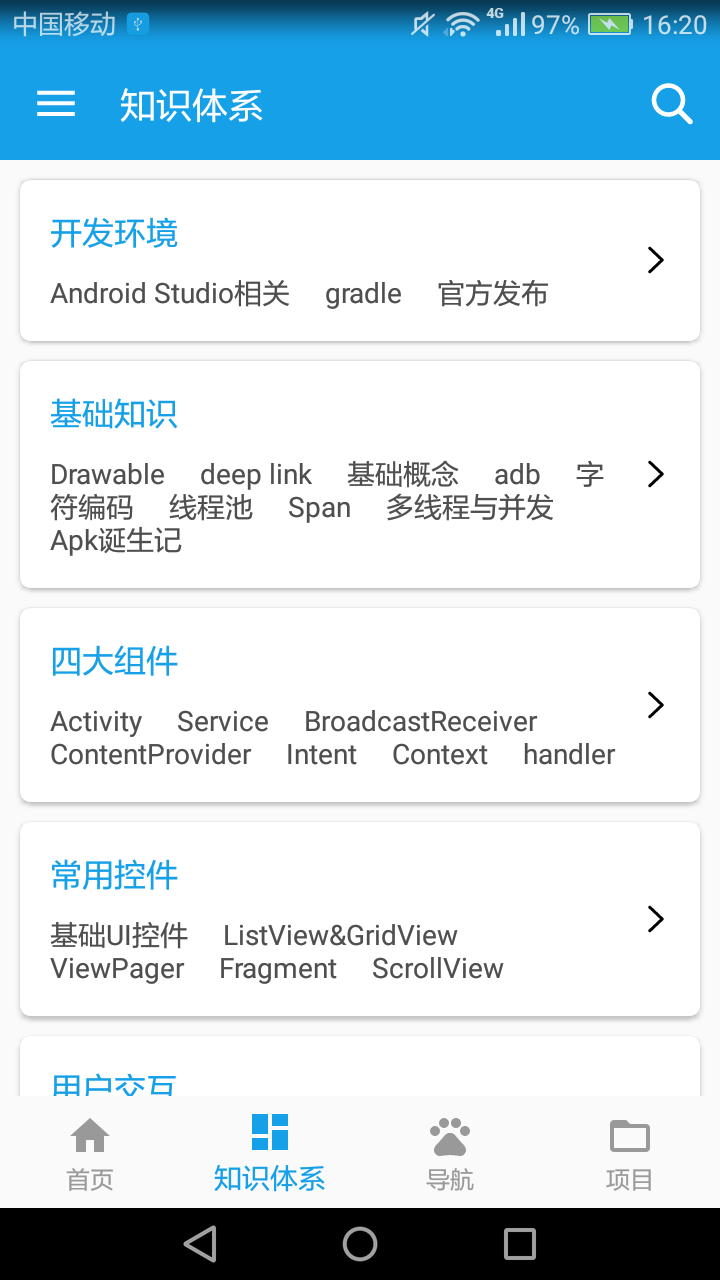 中国移动 4G 97% 16:20
知识体系
开发环境
Android Studio相关 gradle 官方发布
基础知识
Drawable deep link 基础概念 adb 字
符编码 线程池 Span 多线程与并发
Apk诞生记
四大组件
Activity Service BroadcastReceiver
ContentProvider Intent Context handler
常用控件
基础UI控件 ListView&GridView
ViewPager Fragment ScrollView
用户交互
首页 知识体系 导航 项目